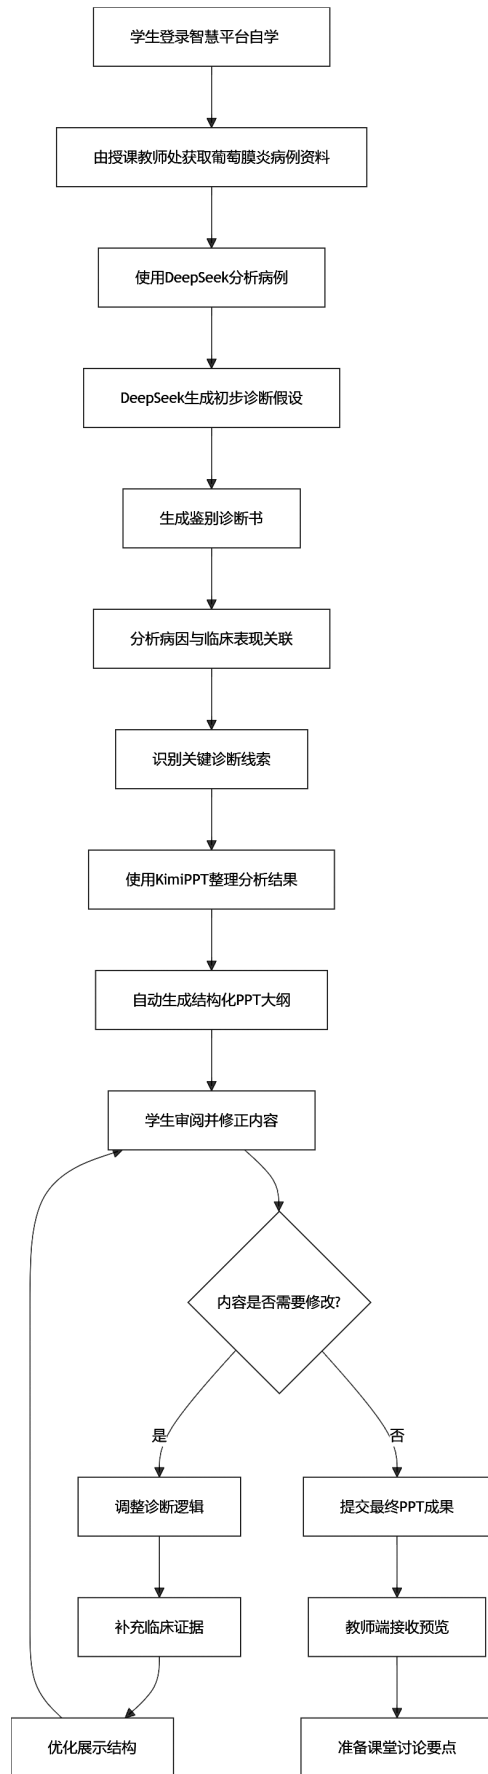 学生登录智慧平台自学
由授课教师处获取葡萄膜炎病例资料
使用DeepSeek分析病例
DeepSeek生成初步诊断假设
生成鉴别诊断书
分析病因与临床表现关联
识别关键诊断线索
使用KimiPPT整理分析结果
自动生成结构化PPT大纲
学生审阅并修正内容
内容是否需要修改?
是
否
调整诊断逻辑
提交最终PPT成果
补充临床证据
教师端接收预览
优化展示结构
准备课堂讨论要点